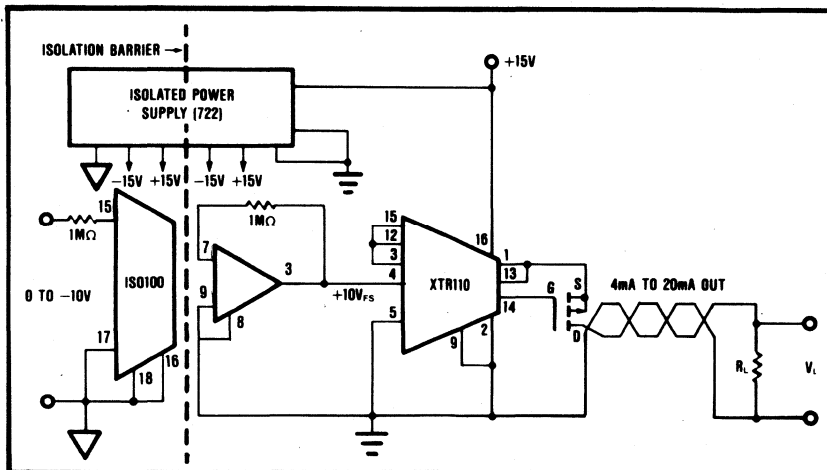 ISOLATION BARRIER
+15V
ISOLATED POWER
SUPPLY (722)
-15V +15V -15V +15V
15
1MΩ
ISO100
0 TO -10V
17
18
16
1MΩ
7
9
8
3
+10VFS
15
12
3
4
5
XTR110
16
1
13
14
9
2
G
S
D
4mA TO 20mA OUT
RL
VL